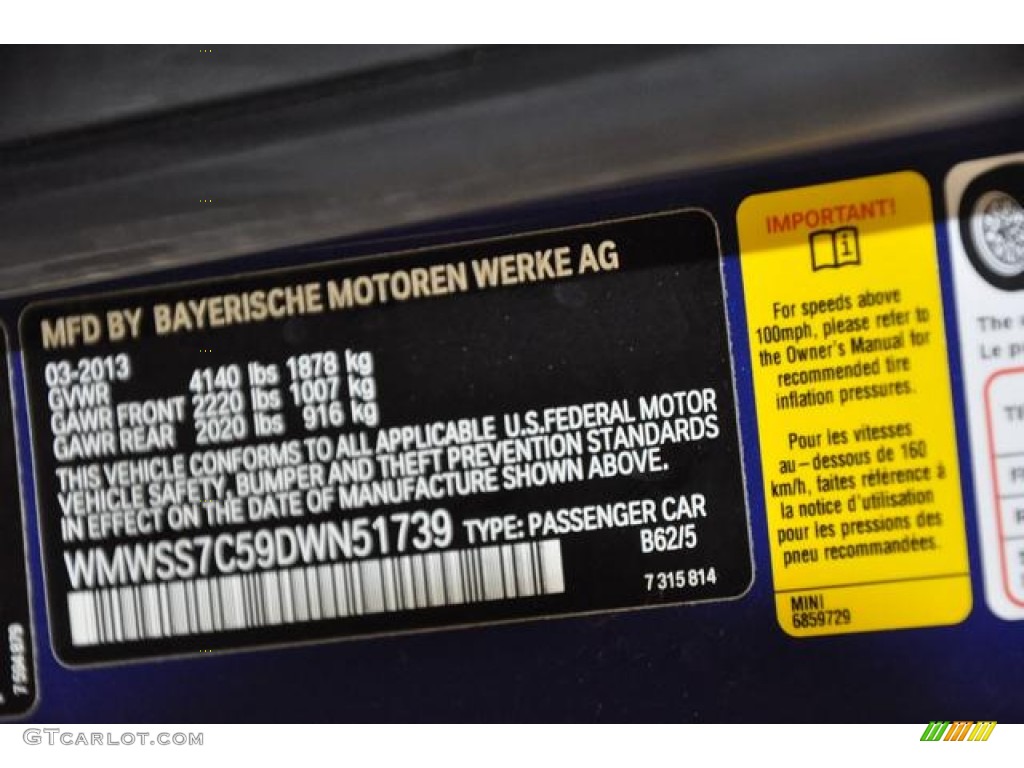 MFD BY BAYERISCHE MOTOREN WERKE AG
03-2013
GVWR 4140 lbs 1878 kg
GAWR FRONT 2220 lbs 1007 kg
GAWR REAR 2020 lbs 916 kg
THIS VEHICLE CONFORMS TO ALL APPLICABLE U.S.FEDERAL MOTOR
VEHICLE SAFETY, BUMPER AND THEFT PREVENTION STANDARDS
IN EFFECT ON THE DATE OF MANUFACTURE SHOWN ABOVE.
WMWSS7C59DWN51739 TYPE: PASSENGER CAR
B62/5
7 315 814
IMPORTANT!
For speeds above
100mph, please refer to
the Owner's Manual for
recommended tire
inflation pressures.
Pour les vitesses
au-dessous de 160
km/h, faites référence à
la notice d'utilisation
pour les pressions des
pneu recommandées.
MINI
6859729
The
Le
GTCARLOT.COM